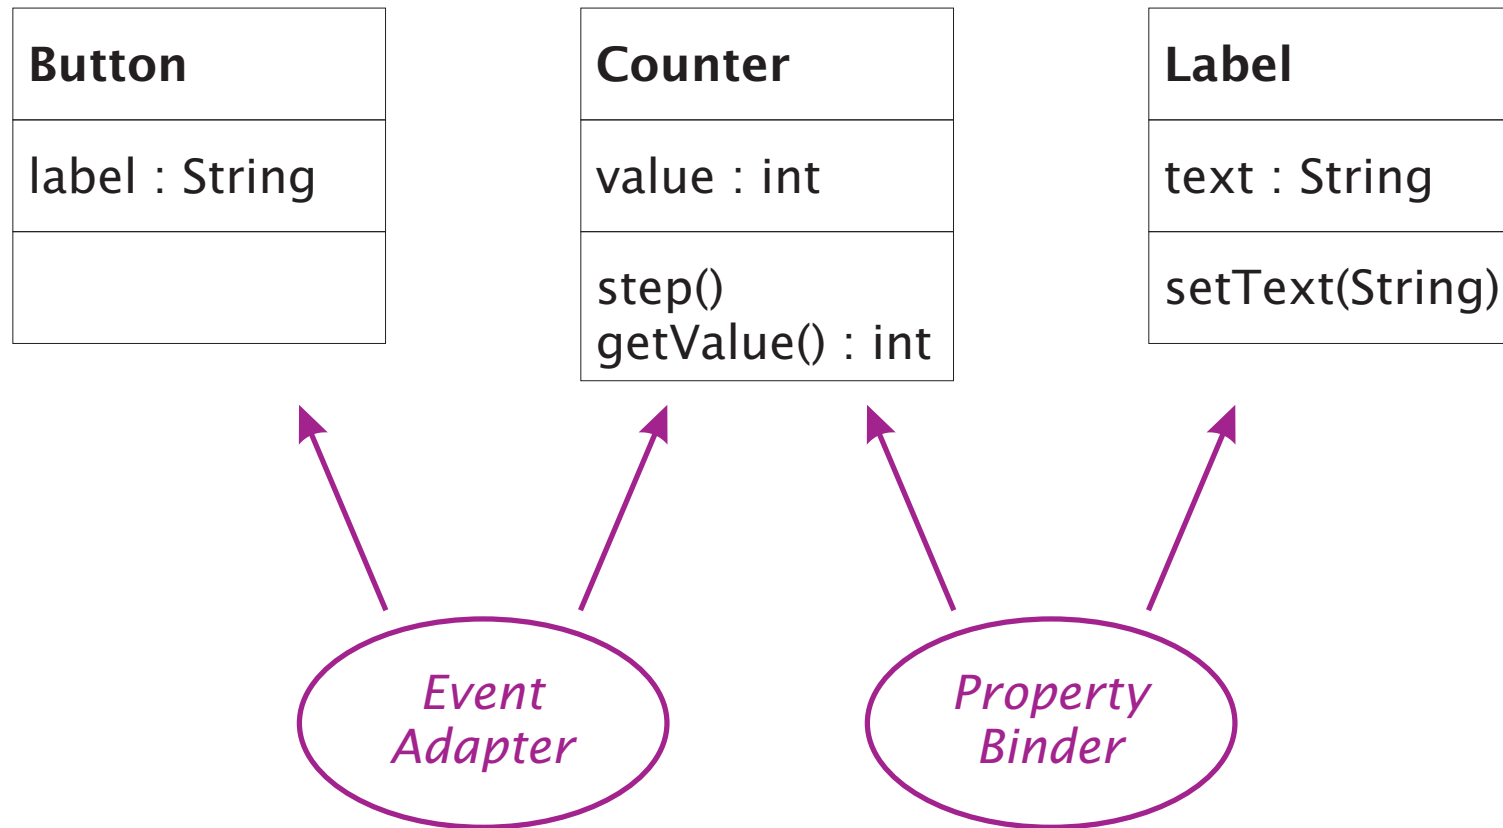 Button
label : String
Counter
value : int
step()
getValue() : int
Label
text : String
setText(String)
Event
Adapter
Property
Binder